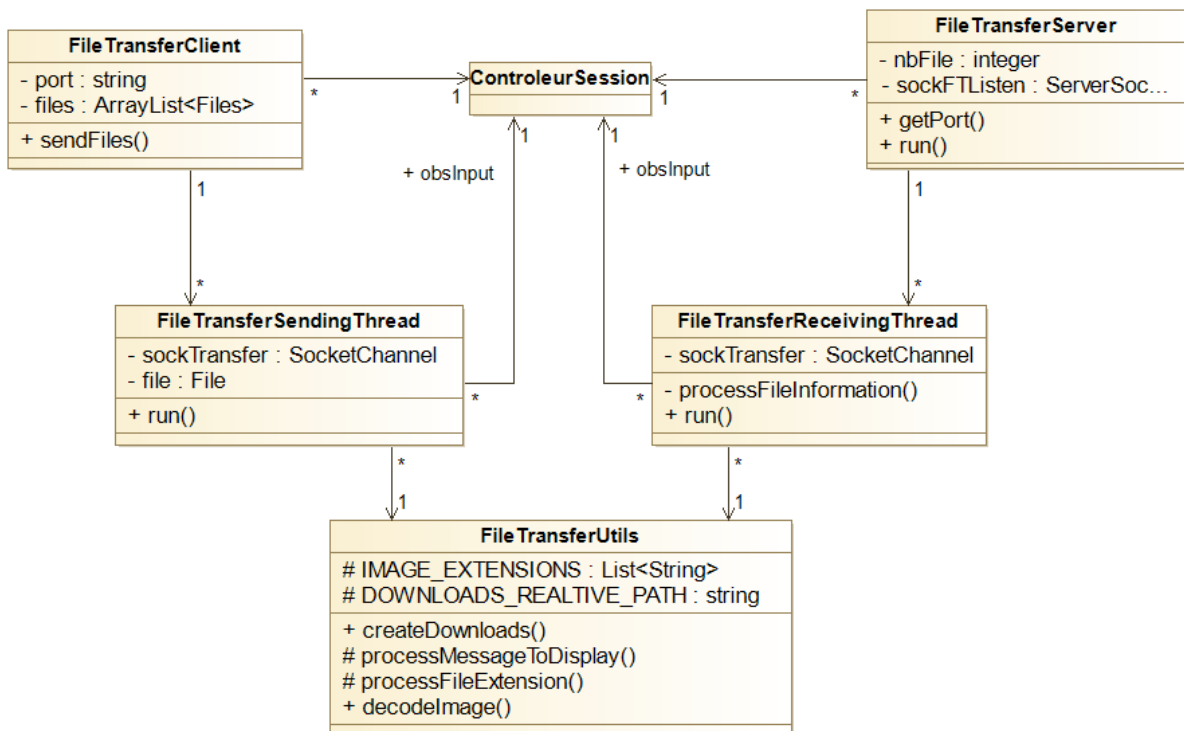 FileTransferClient
- port : string
- files : ArrayList<Files>
+ sendFiles()
ControleurSession
FileTransferServer
- nbFile : integer
- sockFTListen : ServerSoc...
+ getPort()
+ run()
*
1
1
*
1
1
+ obsInput
+ obsInput
1
1
*
*
FileTransferSendingThread
- sockTransfer : SocketChannel
- file : File
+ run()
*
FileTransferReceivingThread
- sockTransfer : SocketChannel
- processFileInformation()
+ run()
*
*
*
1
1
FileTransferUtils
# IMAGE_EXTENSIONS : List<String>
# DOWNLOADS_REALTIVE_PATH : string
+ createDownloads()
# processMessageToDisplay()
# processFileExtension()
+ decodeImage()